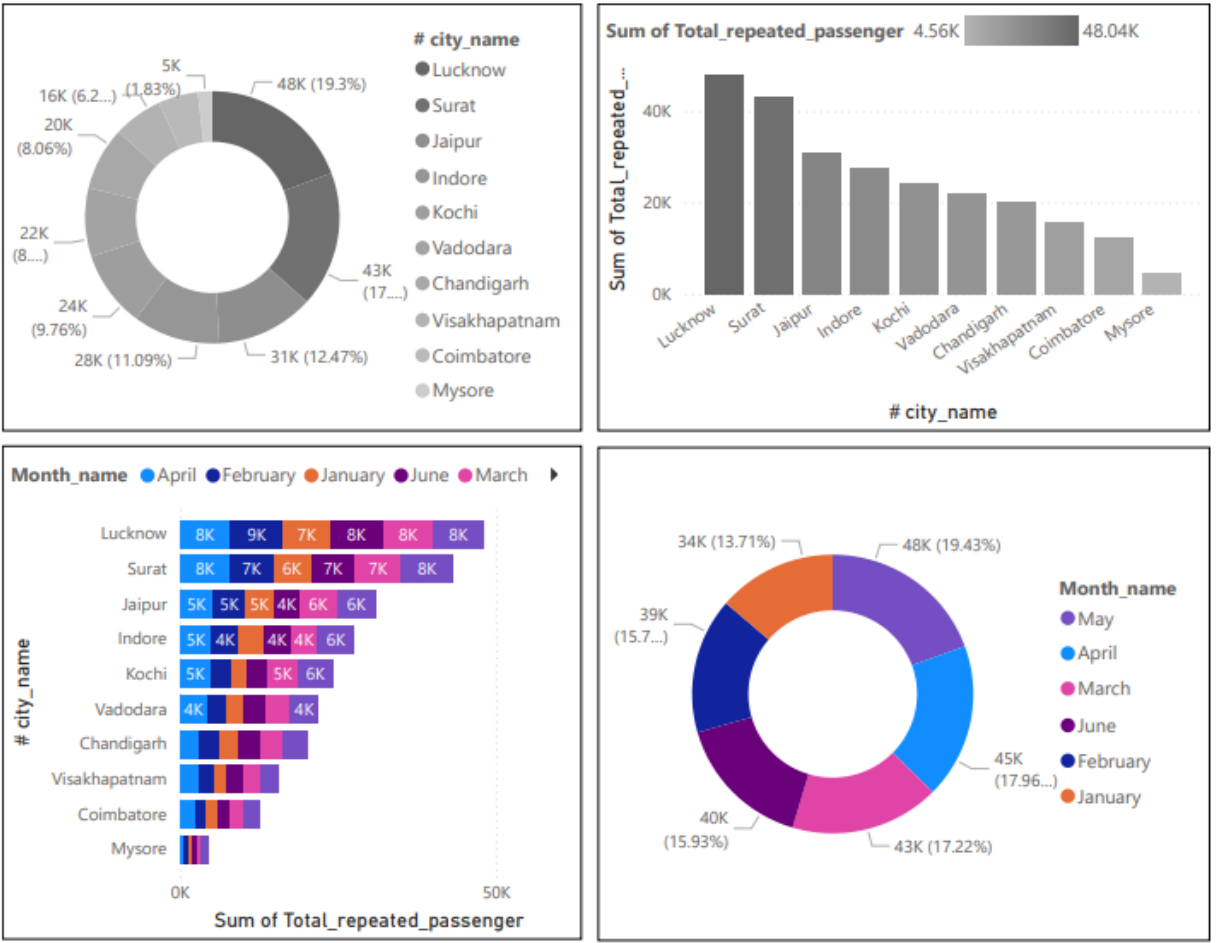 # city_name
Lucknow
Surat
Jaipur
Indore
Kochi
Vadodara
Chandigarh
Visakhapatnam
Coimbatore
Mysore
48K (19.3%)
43K
(17....)
31K (12.47%)
28K (11.09%)
24K
(9.76%)
22K
(8....)
20K
(8.06%)
16K (6.2...)
5K
(1.83%)
Sum of Total_repeated_passenger 4.56K 48.04K
Sum of Total_repeated_...
40K
20K
0K
Lucknow
Surat
Jaipur
Indore
Kochi
Vadodara
Chandigarh
Visakhapatnam
Coimbatore
Mysore
# city_name
Month_name April February January June March
# city_name
Lucknow 8K 9K 7K 8K 8K 8K
Surat 8K 7K 6K 7K 7K 8K
Jaipur 5K 5K 5K 4K 6K 6K
Indore 5K 4K 4K 4K 6K
Kochi 5K 5K 6K
Vadodara 4K 4K
Chandigarh
Visakhapatnam
Coimbatore
Mysore
0K 50K
Sum of Total_repeated_passenger
34K (13.71%)
48K (19.43%)
39K
(15.7...)
45K
(17.96...)
40K
(15.93%)
43K (17.22%)
Month_name
May
April
March
June
February
January